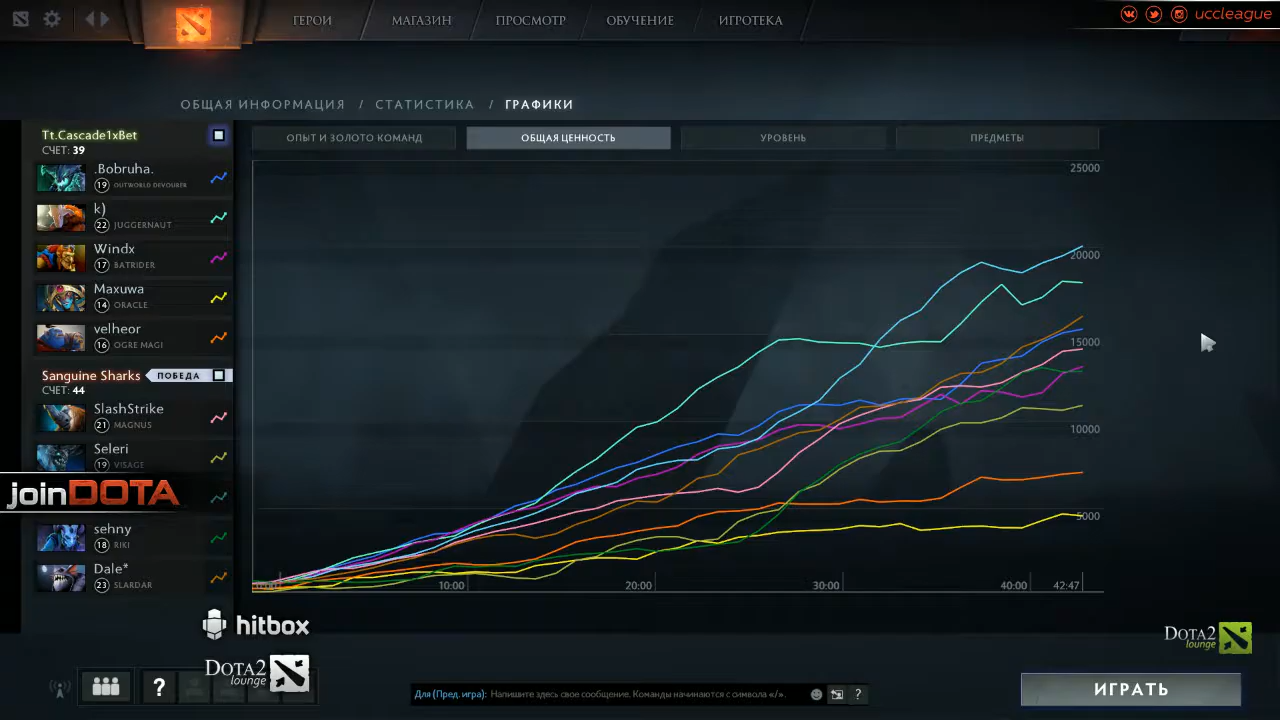 ГЕРОИ
МАГАЗИН
ПРОСМОТР
ОБУЧЕНИЕ
ИГРОТЕКА
uccleague
ОБЩАЯ ИНФОРМАЦИЯ / СТАТИСТИКА / ГРАФИКИ
Tt.Cascade1xBet
СЧЕТ: 39
.Bobruha.
19 OUTWORLD DEVOURER
k)
22 JUGGERNAUT
Windx
17 BATRIDER
Maxuwa
14 ORACLE
velheor
16 OGRE MAGI
Sanguine Sharks ПОБЕДА
СЧЕТ: 44
SlashStrike
21 MAGNUS
Seleri
19 VISAGE
joinDOTA
sehny
18 RIKI
Dale*
23 SLARDAR
ОПЫТ И ЗОЛОТО КОМАНД
ОБЩАЯ ЦЕННОСТЬ
УРОВЕНЬ
ПРЕДМЕТЫ
25000
20000
15000
10000
5000
10:00
20:00
30:00
40:00
42:47
hitbox
DOTA2
lounge
DOTA2
lounge
?
Для (Пред. игра): Напишите здесь свое сообщение. Команды начинаются с символа «/».
?
ИГРАТЬ